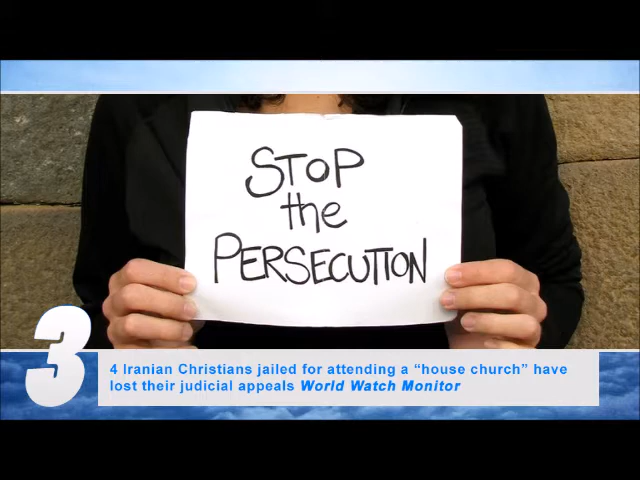 STOP
the
PERSECUTION
3
4 Iranian Christians jailed for attending a “house church” have
lost their judicial appeals World Watch Monitor